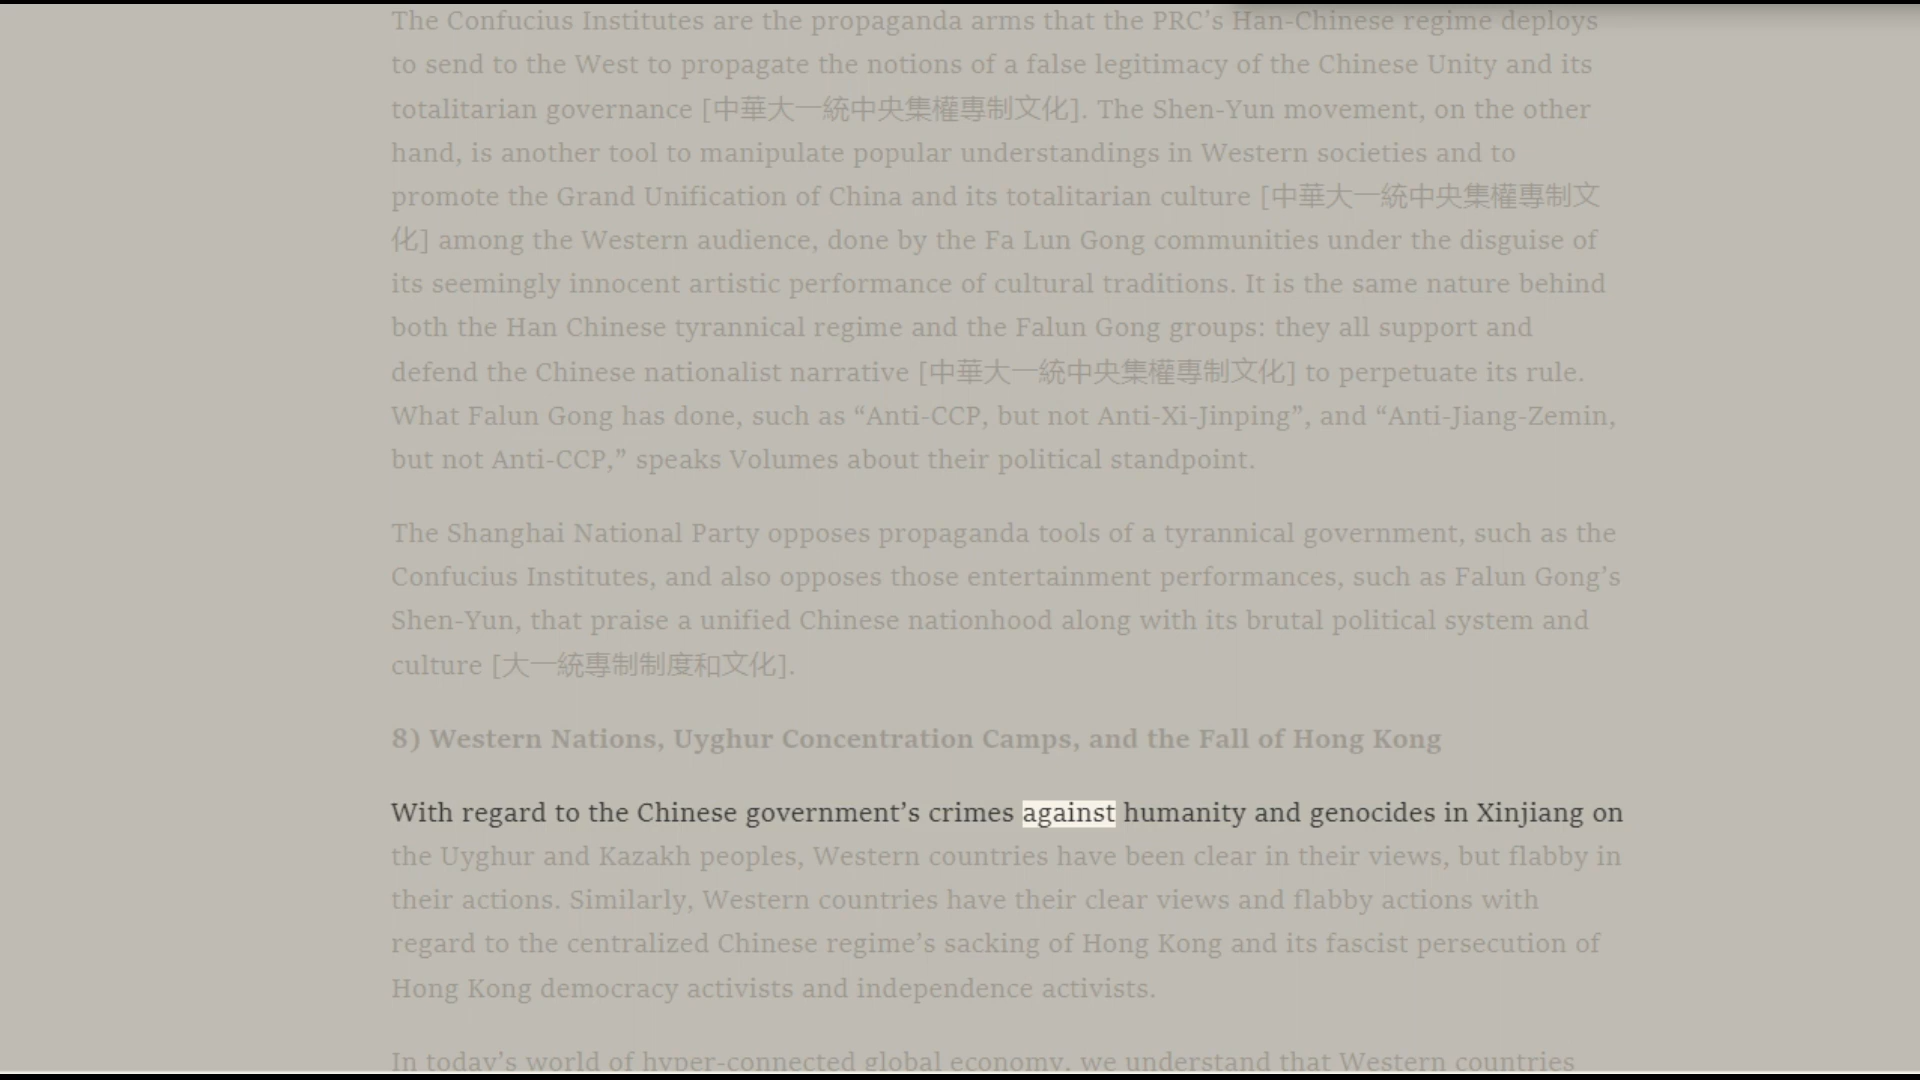 The Confucius Institutes are the propaganda arms that the PRC’s Han-Chinese regime deploys
to send to the West to propagate the notions of a false legitimacy of the Chinese Unity and its
totalitarian governance [中華大一統中央集權專制文化]. The Shen-Yun movement, on the other
hand, is another tool to manipulate popular understandings in Western societies and to
promote the Grand Unification of China and its totalitarian culture [中華大一統中央集權專制文
化] among the Western audience, done by the Fa Lun Gong communities under the disguise of
its seemingly innocent artistic performance of cultural traditions. It is the same nature behind
both the Han Chinese tyrannical regime and the Falun Gong groups: they all support and
defend the Chinese nationalist narrative [中華大一統中央集權專制文化] to perpetuate its rule.
What Falun Gong has done, such as “Anti-CCP, but not Anti-Xi-Jinping”, and “Anti-Jiang-Zemin,
but not Anti-CCP,” speaks Volumes about their political standpoint.
The Shanghai National Party opposes propaganda tools of a tyrannical government, such as the
Confucius Institutes, and also opposes those entertainment performances, such as Falun Gong’s
Shen-Yun, that praise a unified Chinese nationhood along with its brutal political system and
culture [大一統專制制度和文化].
8) Western Nations, Uyghur Concentration Camps, and the Fall of Hong Kong
With regard to the Chinese government’s crimes against humanity and genocides in Xinjiang on
the Uyghur and Kazakh peoples, Western countries have been clear in their views, but flabby in
their actions. Similarly, Western countries have their clear views and flabby actions with
regard to the centralized Chinese regime’s sacking of Hong Kong and its fascist persecution of
Hong Kong democracy activists and independence activists.
In today’s world of hyper-connected global economy, we understand that Western countries